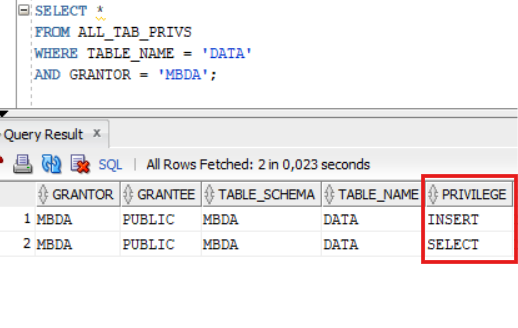 SELECT *
FROM ALL_TAB_PRIVS
WHERE TABLE_NAME = 'DATA'
AND GRANTOR = 'MBDA';
Query Result x
SQL | All Rows Fetched: 2 in 0,023 seconds
GRANTOR GRANTEE TABLE_SCHEMA TABLE_NAME PRIVILEGE
1 MBDA PUBLIC MBDA DATA INSERT
2 MBDA PUBLIC MBDA DATA SELECT